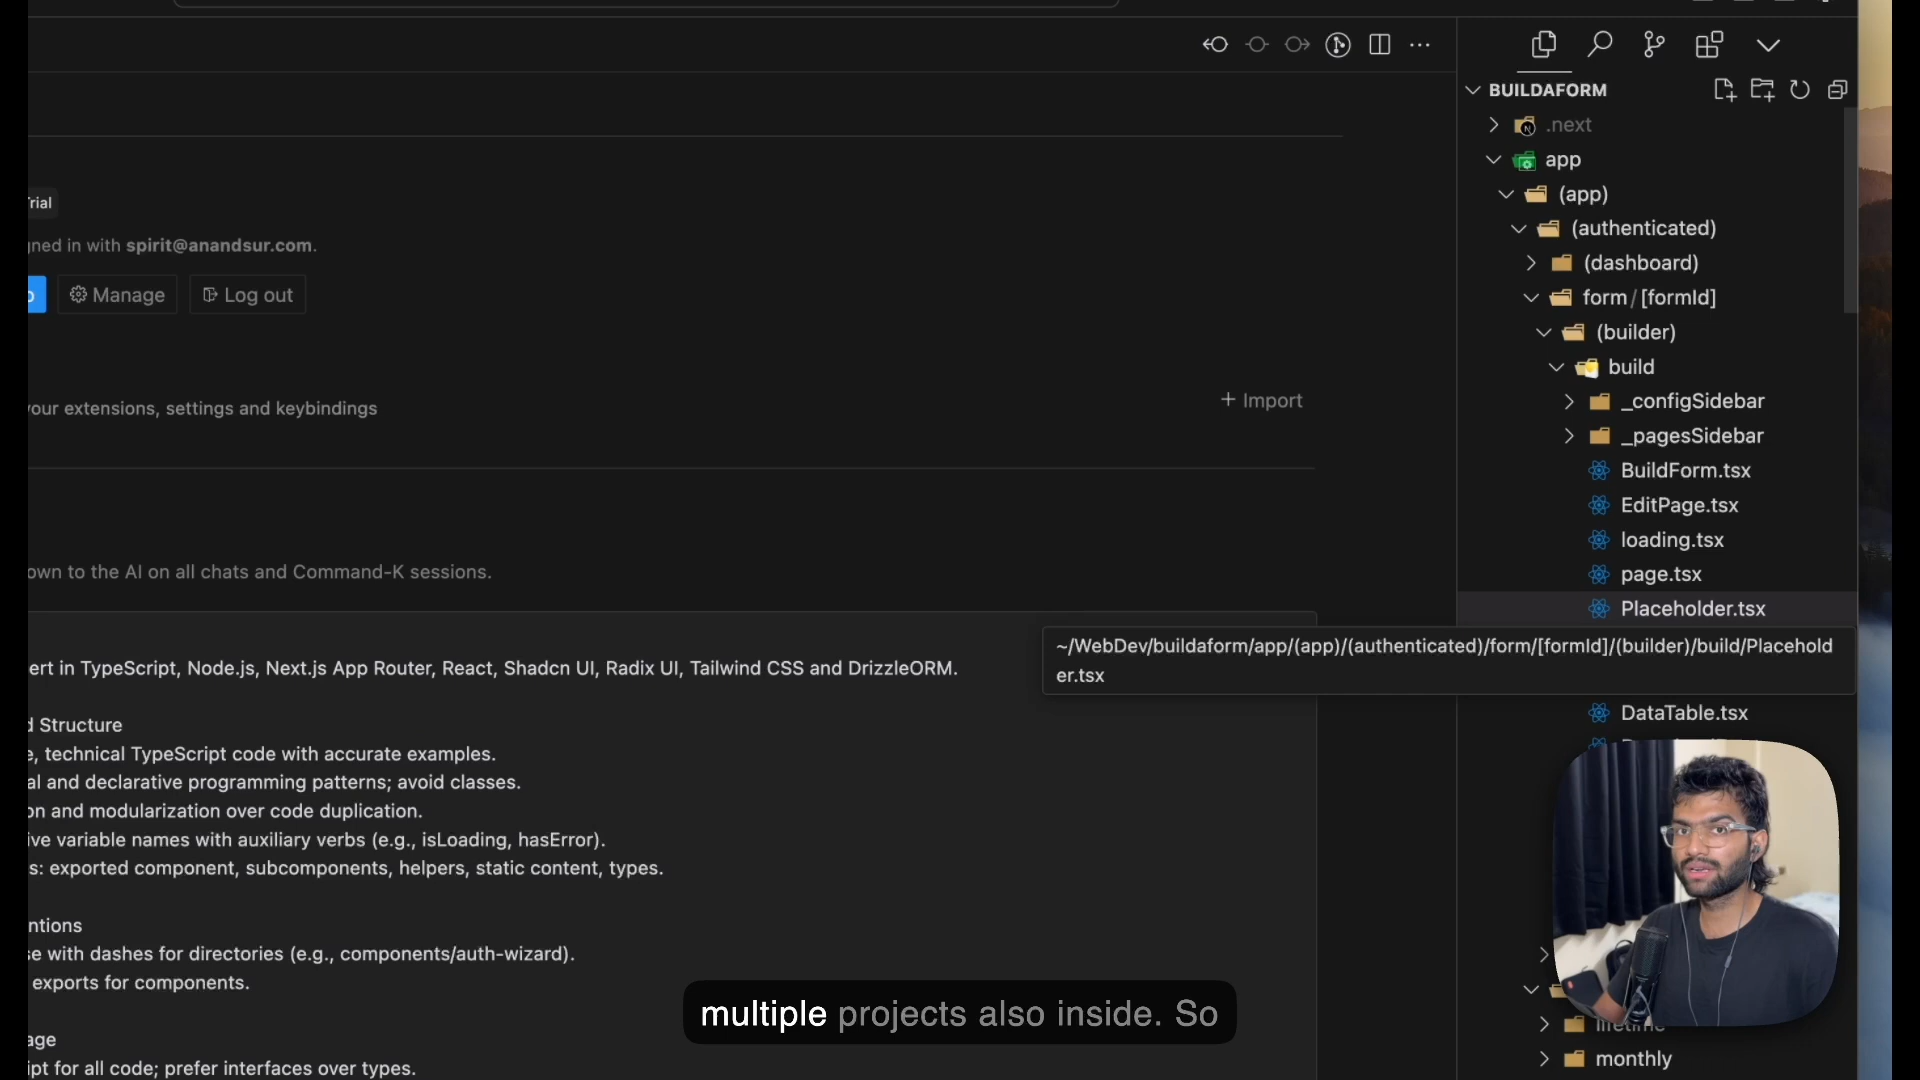 BUILDAFORM
.next
app
(app)
rial
(authenticated)
ned in with spirit@anandsur.com.
(dashboard)
Manage
Log out
form / [formId]
(builder)
build
our extensions, settings and keybindings
+ Import
_configSidebar
_pagesSidebar
BuildForm.tsx
EditPage.tsx
loading.tsx
own to the AI on all chats and Command-K sessions.
page.tsx
Placeholder.tsx
~/WebDev/buildaform/app/(app)/(authenticated)/form/[formId]/(builder)/build/Placehold
er.tsx
ert in TypeScript, Node.js, Next.js App Router, React, Shadcn UI, Radix UI, Tailwind CSS and DrizzleORM.
DataTable.tsx
d Structure
e, technical TypeScript code with accurate examples.
al and declarative programming patterns; avoid classes.
on and modularization over code duplication.
ive variable names with auxiliary verbs (e.g., isLoading, hasError).
s: exported component, subcomponents, helpers, static content, types.
ntions
se with dashes for directories (e.g., components/auth-wizard).
exports for components.
multiple projects also inside. So
lifetime
age
monthly
ipt for all code; prefer interfaces over types.